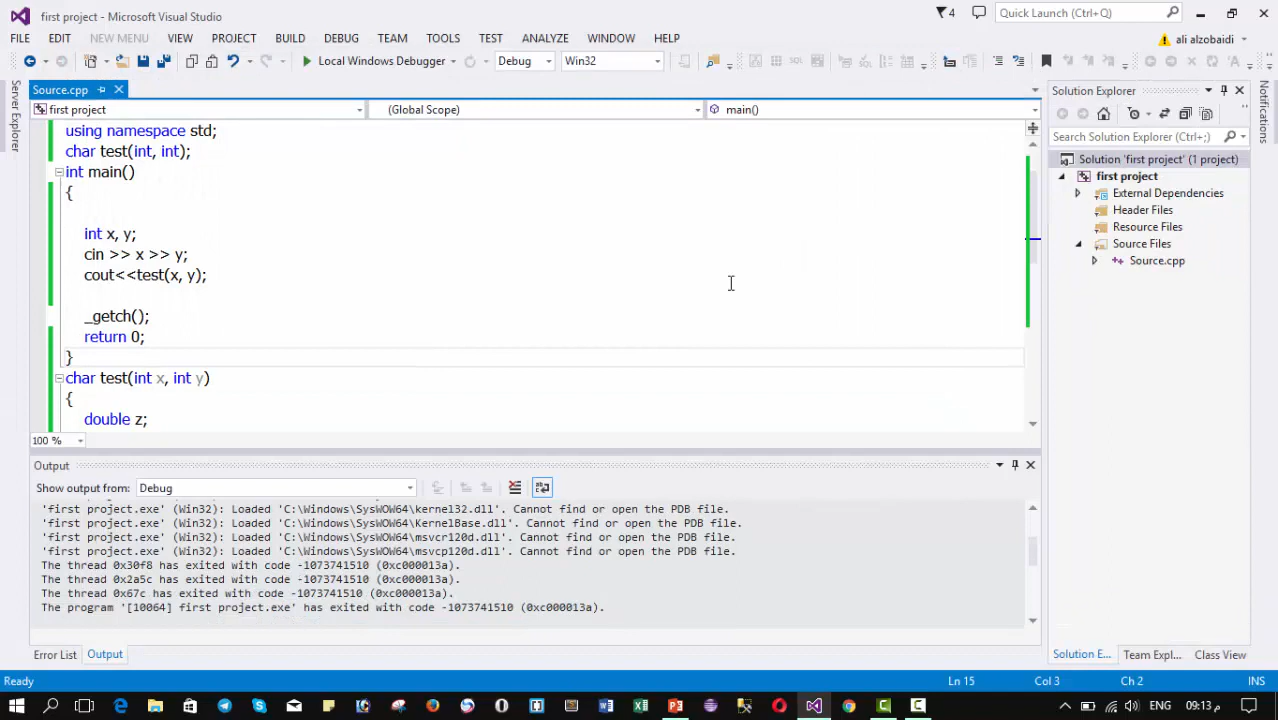 first project - Microsoft Visual Studio
4
Quick Launch (Ctrl+Q)
FILE EDIT NEW MENU VIEW PROJECT BUILD DEBUG TEAM TOOLS TEST ANALYZE WINDOW HELP
ali alzobaidi
Local Windows Debugger Debug Win32
Server Explorer
Source.cpp
first project (Global Scope) main()
using namespace std;
char test(int, int);
int main()
{
int x, y;
cin >> x >> y;
cout<<test(x, y);
_getch();
return 0;
}
char test(int x, int y)
{
double z;
100 %
Output
Show output from: Debug
'first project.exe' (Win32): Loaded 'C:\Windows\SysWOW64\kernel32.dll'. Cannot find or open the PDB file.
'first project.exe' (Win32): Loaded 'C:\Windows\SysWOW64\KernelBase.dll'. Cannot find or open the PDB file.
'first project.exe' (Win32): Loaded 'C:\Windows\SysWOW64\msvcr120d.dll'. Cannot find or open the PDB file.
'first project.exe' (Win32): Loaded 'C:\Windows\SysWOW64\msvcp120d.dll'. Cannot find or open the PDB file.
The thread 0x30f8 has exited with code -1073741510 (0xc000013a).
The thread 0x2a5c has exited with code -1073741510 (0xc000013a).
The thread 0x67c has exited with code -1073741510 (0xc000013a).
The program '[10064] first project.exe' has exited with code -1073741510 (0xc000013a).
Error List Output
Solution Explorer
Search Solution Explorer (Ctrl+;)
Solution 'first project' (1 project)
first project
External Dependencies
Header Files
Resource Files
Source Files
Source.cpp
Solution E... Team Expl... Class View
Notifications
Ready Ln 15 Col 3 Ch 2 INS
ENG 09:13 م